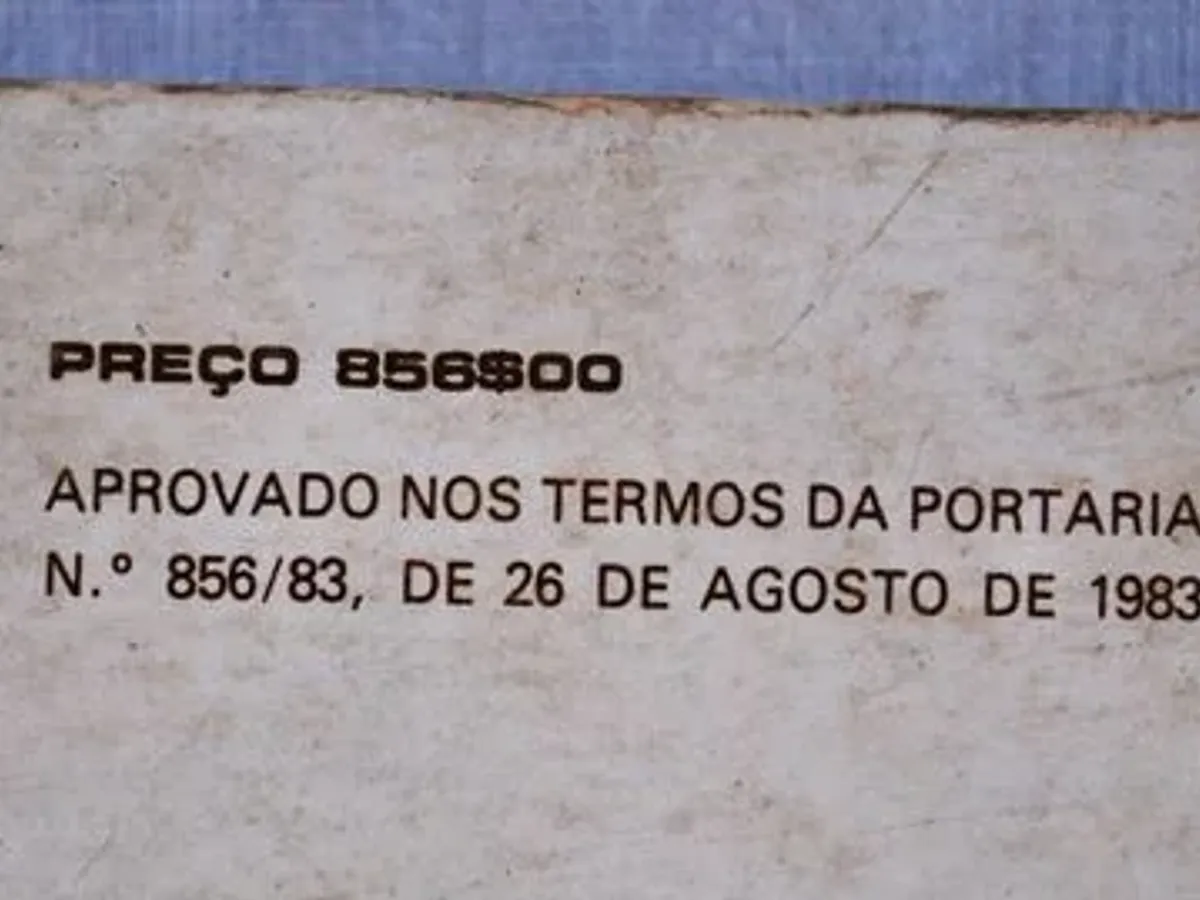 PREÇO 856$00
APROVADO NOS TERMOS DA PORTARIA
N.º 856/83, DE 26 DE AGOSTO DE 1983